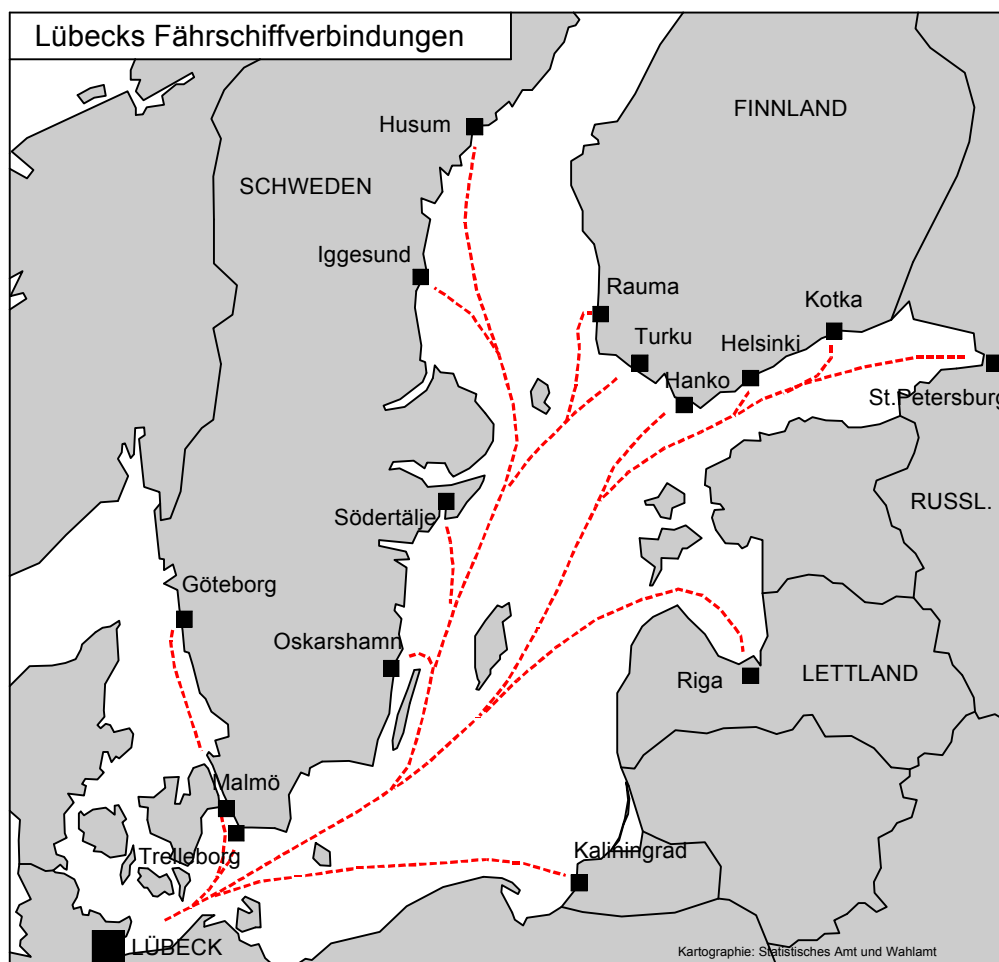 Lübecks Fährschiffverbindungen
FINNLAND
Husum
SCHWEDEN
Iggesund
Rauma
Kotka
Turku
Helsinki
Hanko
St.Petersburg
RUSSL.
Södertälje
Göteborg
Oskarshamn
Riga
LETTLAND
Malmö
Trelleborg
Kaliningrad
LÜBECK
Kartographie: Statistisches Amt und Wahlamt